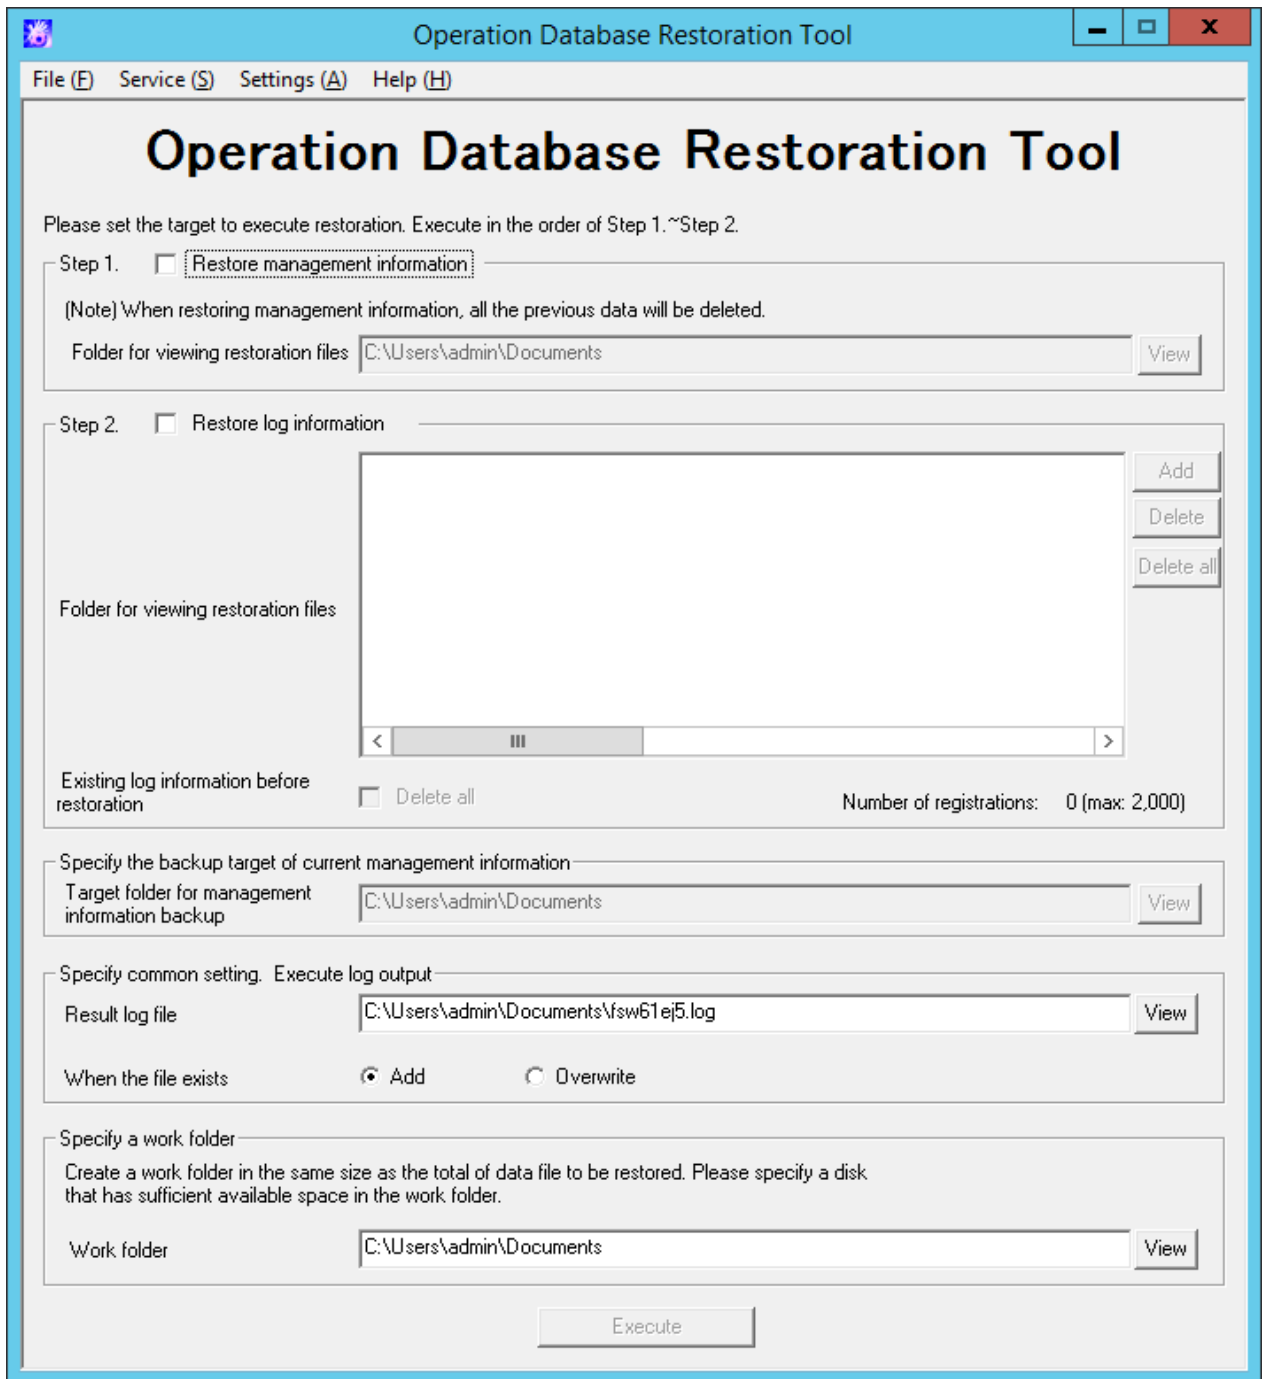 Operation Database Restoration Tool
File (F) Service (S) Settings (A) Help (H)
Operation Database Restoration Tool
Please set the target to execute restoration. Execute in the order of Step 1.~Step 2.
Step 1. Restore management information
(Note) When restoring management information, all the previous data will be deleted.
Folder for viewing restoration files C:\Users\admin\Documents View
Step 2. Restore log information
Add
Delete
Delete all
Folder for viewing restoration files
Existing log information before
restoration
Delete all
Number of registrations: 0 (max: 2,000)
Specify the backup target of current management information
Target folder for management
information backup
C:\Users\admin\Documents View
Specify common setting. Execute log output
Result log file C:\Users\admin\Documents\fsw61ej5.log View
When the file exists Add Overwrite
Specify a work folder
Create a work folder in the same size as the total of data file to be restored. Please specify a disk
that has sufficient available space in the work folder.
Work folder C:\Users\admin\Documents View
Execute